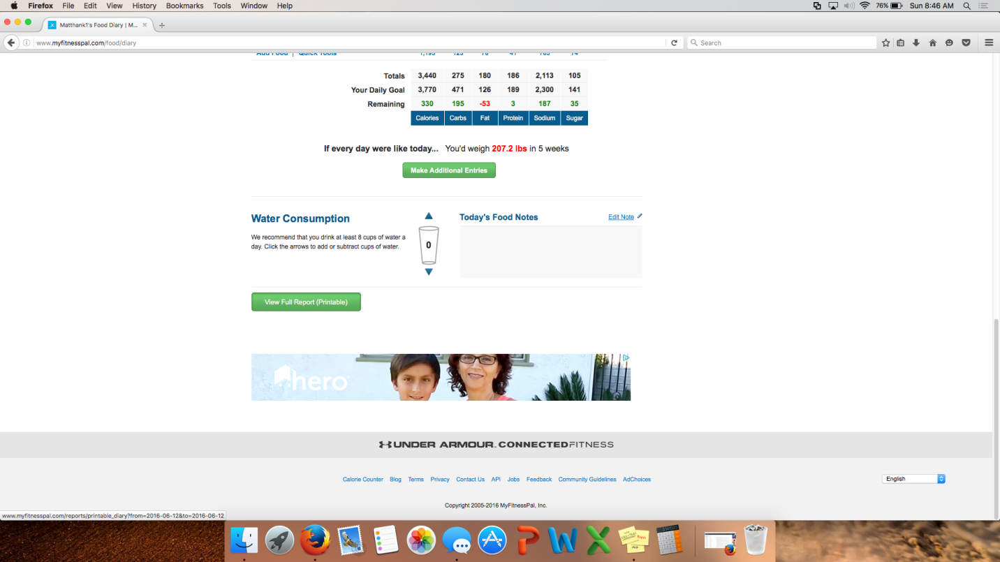 Firefox File Edit View History Bookmarks Tools Window Help 76% Sun 8:46 AM
Matthank1's Food Diary | M...
www.myfitnesspal.com/food/diary Search
Add Food | Quick Tools
Totals 3,440 275 180 186 2,113 105
Your Daily Goal 3,770 471 126 189 2,300 141
Remaining 330 195 -53 3 187 35
Calories Carbs Fat Protein Sodium Sugar
If every day were like today... You'd weigh 207.2 lbs in 5 weeks
Make Additional Entries
Water Consumption
We recommend that you drink at least 8 cups of water a
day. Click the arrows to add or subtract cups of water.
0
Today's Food Notes Edit Note
View Full Report (Printable)
hero
UNDER ARMOUR CONNECTEDFITNESS
Calorie Counter Blog Terms Privacy Contact Us API Jobs Feedback Community Guidelines AdChoices
English
Copyright 2005-2016 MyFitnessPal, Inc.
www.myfitnesspal.com/reports/printable_diary?from=2016-06-12&to=2016-06-12